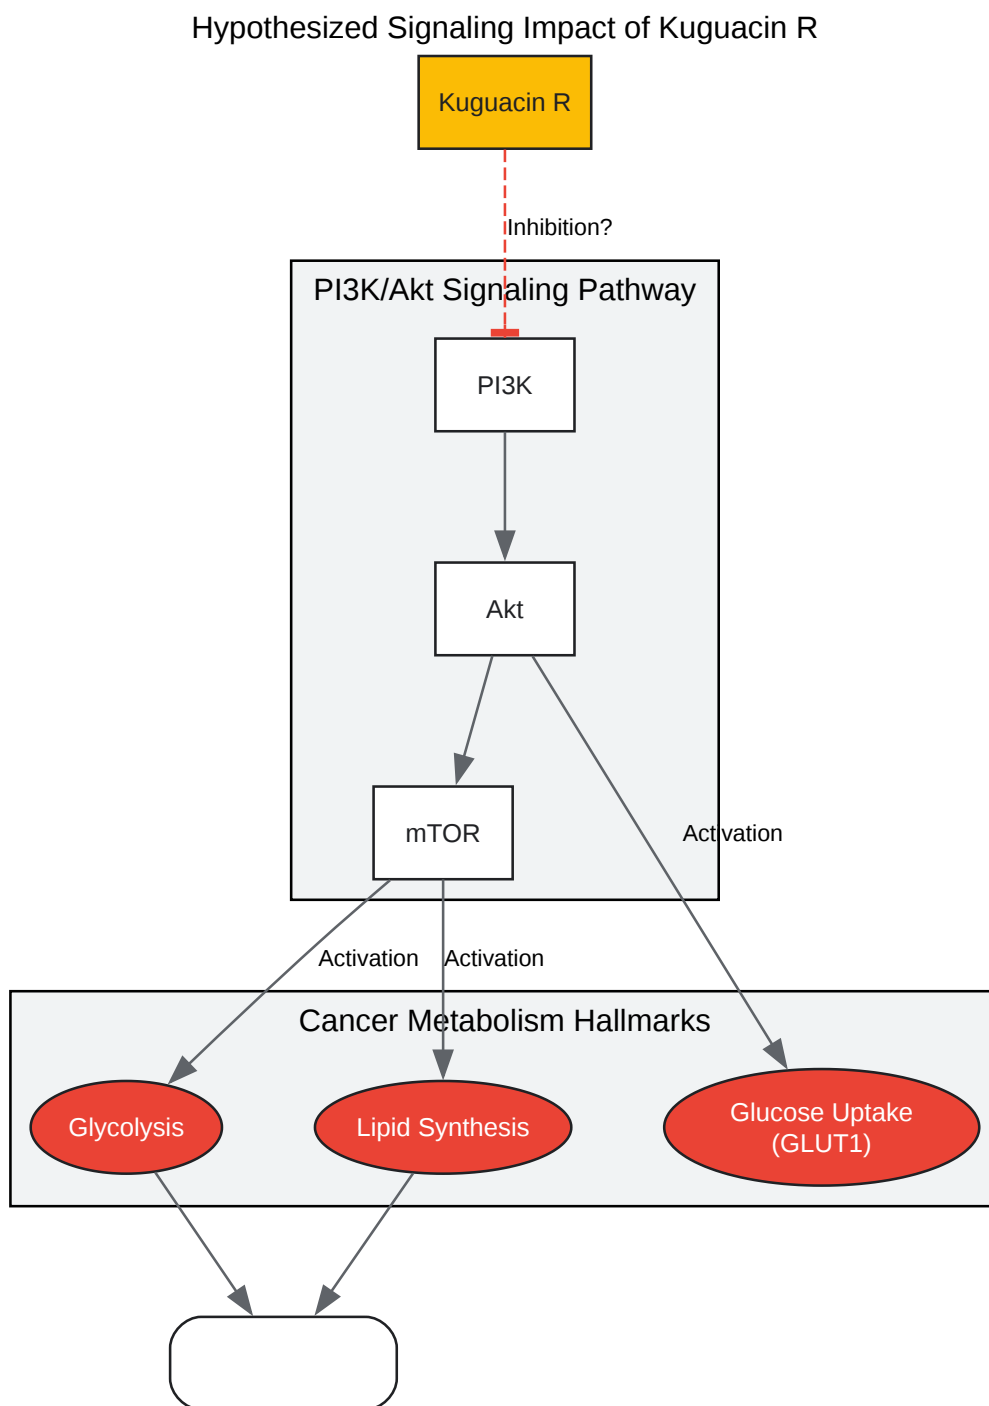 Hypothesized Signaling Impact of Kuguacin R
Kuguacin R
Inhibition?
PI3K/Akt Signaling Pathway
PI3K
Akt
mTOR
Activation
Activation
Activation
Cancer Metabolism Hallmarks
Glycolysis
Lipid Synthesis
Glucose Uptake
(GLUT1)